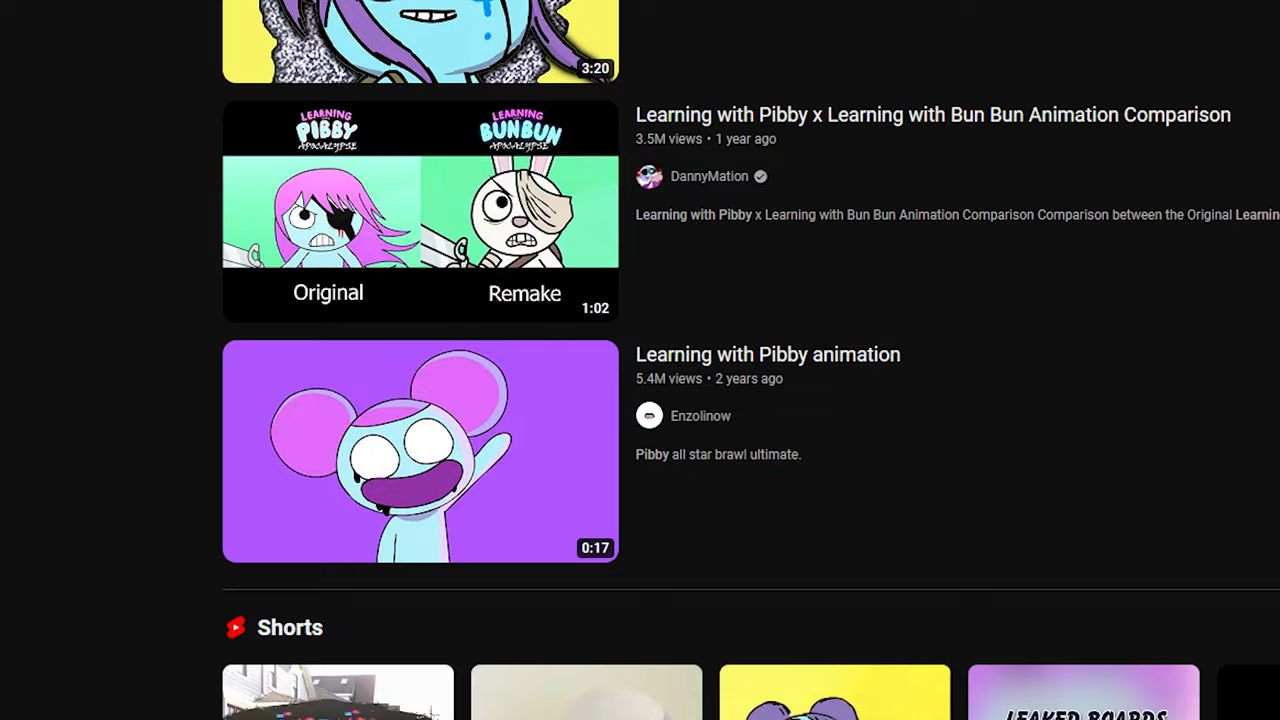 3:20
LEARNING
PIBBY
APOCALYPSE
LEARNING
BUNBUN
APOCALYPSE
Original
Remake
1:02
Learning with Pibby x Learning with Bun Bun Animation Comparison
3.5M views • 1 year ago
DannyMation
Learning with Pibby x Learning with Bun Bun Animation Comparison Comparison between the Original Learnin
Learning with Pibby animation
5.4M views • 2 years ago
Enzolinow
Pibby all star brawl ultimate.
0:17
Shorts
LEAKED BOARDS